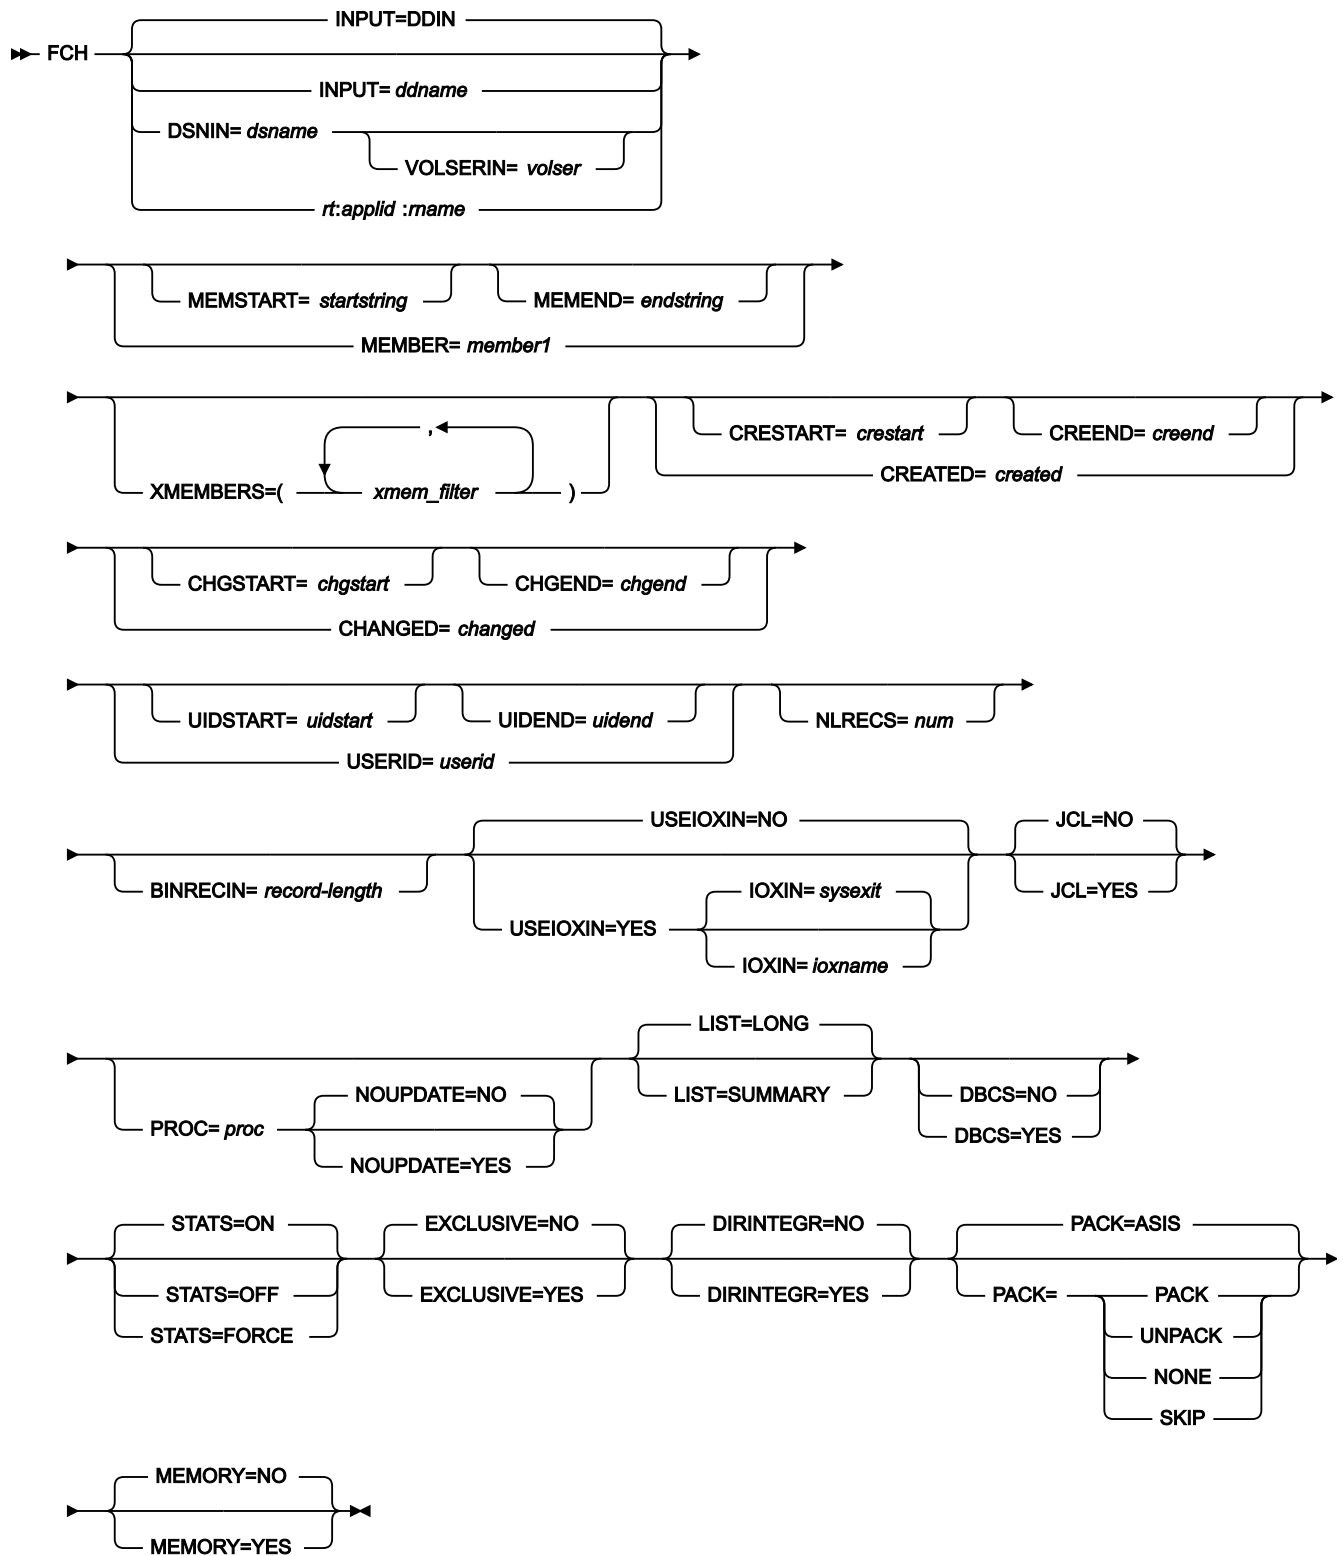 INPUT=DDIN
FCH
INPUT= ddname
DSNIN= dsname
VOLSERIN= volser
rt:applid :rname
MEMSTART= startstring
MEMEND= endstring
MEMBER= member1
XMEMBERS=( , xmem_filter )
CRESTART= crestart
CREEND= creend
CREATED= created
CHGSTART= chgstart
CHGEND= chgend
CHANGED= changed
UIDSTART= uidstart
UIDEND= uidend
USERID= userid
NLRECS= num
BINRECIN= record-length
USEIOXIN=NO
USEIOXIN=YES
IOXIN= sysexit
IOXIN= ioxname
JCL=NO
JCL=YES
PROC= proc
NOUPDATE=NO
NOUPDATE=YES
LIST=LONG
LIST=SUMMARY
DBCS=NO
DBCS=YES
STATS=ON
STATS=OFF
STATS=FORCE
EXCLUSIVE=NO
EXCLUSIVE=YES
DIRINTEGR=NO
DIRINTEGR=YES
PACK=ASIS
PACK= PACK
UNPACK
NONE
SKIP
MEMORY=NO
MEMORY=YES